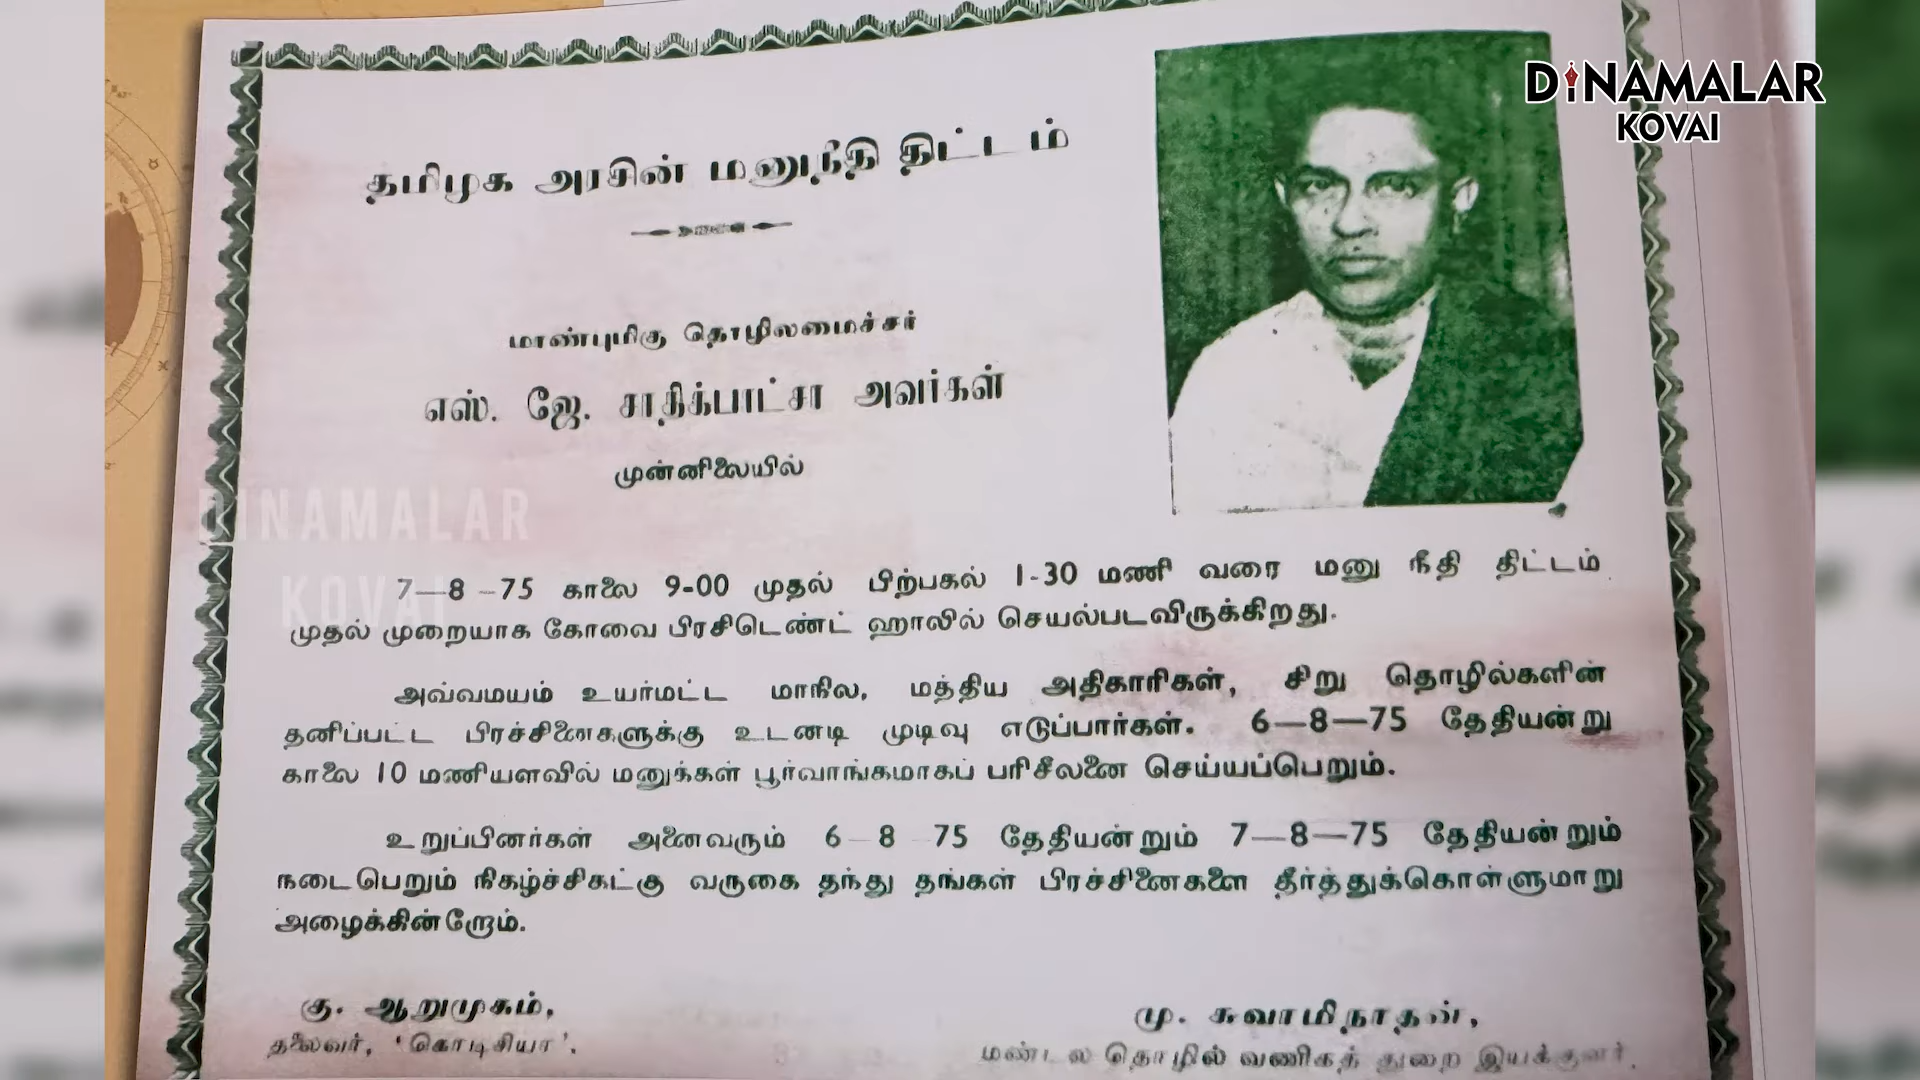 DINAMALAR
KOVAI
தமிழக அரசின் மனுநீதி திட்டம்
மாண்புமிகு தொழிலமைச்சர்
எஸ். ஜே. சாதிக்பாட்சா அவர்கள்
முன்னிலையில்
DINAMALAR
KOVAI
7—8–75 காலை 9-00 முதல் பிற்பகல் 1-30 மணி வரை மனு நீதி திட்டம்
முதல் முறையாக கோவை பிரசிடெண்ட் ஹாலில் செயல்படவிருக்கிறது.
அவ்வமயம் உயர்மட்ட மாநில, மத்திய அதிகாரிகள், சிறு தொழில்களின்
தனிப்பட்ட பிரச்சினைகளுக்கு உடனடி முடிவு எடுப்பார்கள். 6—8—75 தேதியன்று
காலை 10 மணியளவில் மனுக்கள் பூர்வாங்கமாகப் பரிசீலனை செய்யப்பெறும்.
உறுப்பினர்கள் அனைவரும் 6—8—75 தேதியன்றும் 7—8—75 தேதியன்றும்
நடைபெறும் நிகழ்ச்சிகட்கு வருகை தந்து தங்கள் பிரச்சினைகளை தீர்த்துக்கொள்ளுமாறு
அழைக்கின்றோம்.
கு. ஆறுமுகம்,
தலைவர், ‘கொடிசியா’.
மு. சுவாமிநாதன்,
மண்டல தொழில் வணிகத் துறை இயக்குனர்.